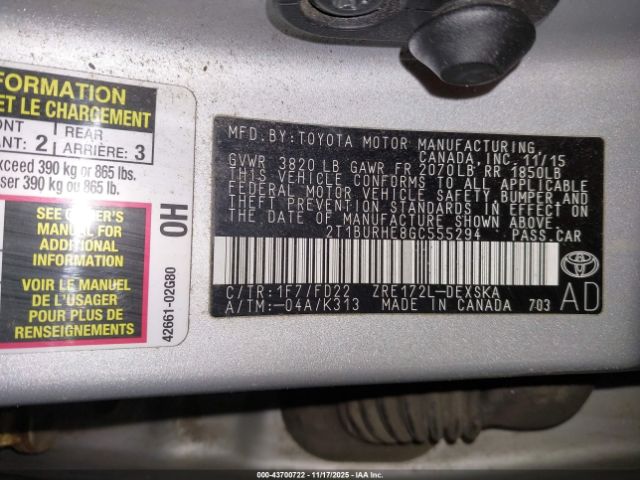 FORMATION
ET LE CHARGEMENT
ONT
ANT: 2
REAR
ARRIÈRE: 3
exceed 390 kg or 865 lbs.
ser 390 kg ou 865 lb.
SEE OWNER'S
MANUAL FOR
ADDITIONAL
INFORMATION
VOIR LE MANUEL
DE L'USAGER
POUR PLUS DE
RENSEIGNEMENTS
OH
42661-02G80
MFD. BY: TOYOTA MOTOR MANUFACTURING
CANADA, INC. 11/15
GVWR 3820 LB GAWR FR 2070LB RR 1850LB
THIS VEHICLE CONFORMS TO ALL APPLICABLE
FEDERAL MOTOR VEHICLE SAFETY, BUMPER, AND
THEFT PREVENTION STANDARDS IN EFFECT ON
THE DATE OF MANUFACTURE SHOWN ABOVE.
2T1BURHE8GC555294 PASS.CAR
C/TR:1F7/FD22 ZRE172L-DEXSKA
A/TM:-04A/K313 MADE IN CANADA 703
TOYOTA
AD
000-43700722 - 11/17/2025 - IAA, Inc.